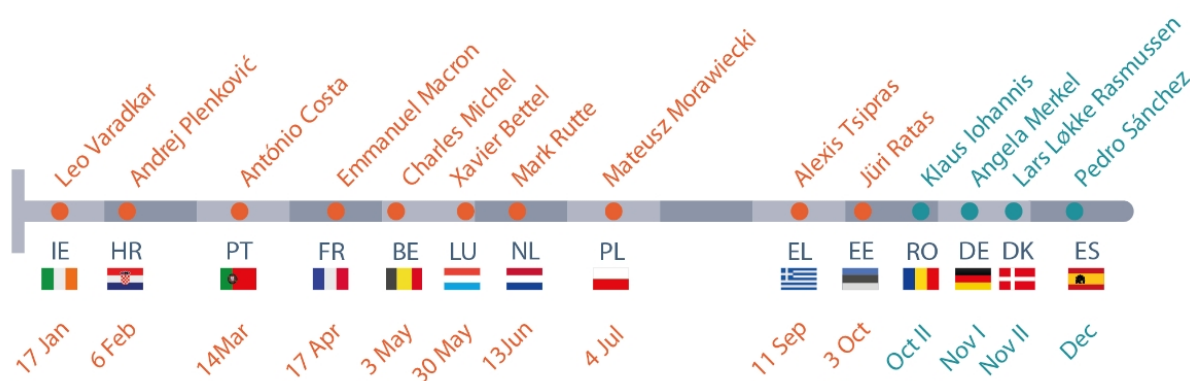 Leo Varadkar
Andrej Plenković
António Costa
Emmanuel Macron
Charles Michel
Xavier Bettel
Mark Rutte
Mateusz Morawiecki
Alexis Tsipras
Jüri Ratas
Klaus Iohannis
Angela Merkel
Lars Løkke Rasmussen
Pedro Sánchez
IE HR PT FR BE LU NL PL EL EE RO DE DK ES
17 Jan
6 Feb
14Mar
17 Apr
3 May
30 May
13Jun
4 Jul
11 Sep
3 Oct
Oct II
Nov I
Nov II
Dec